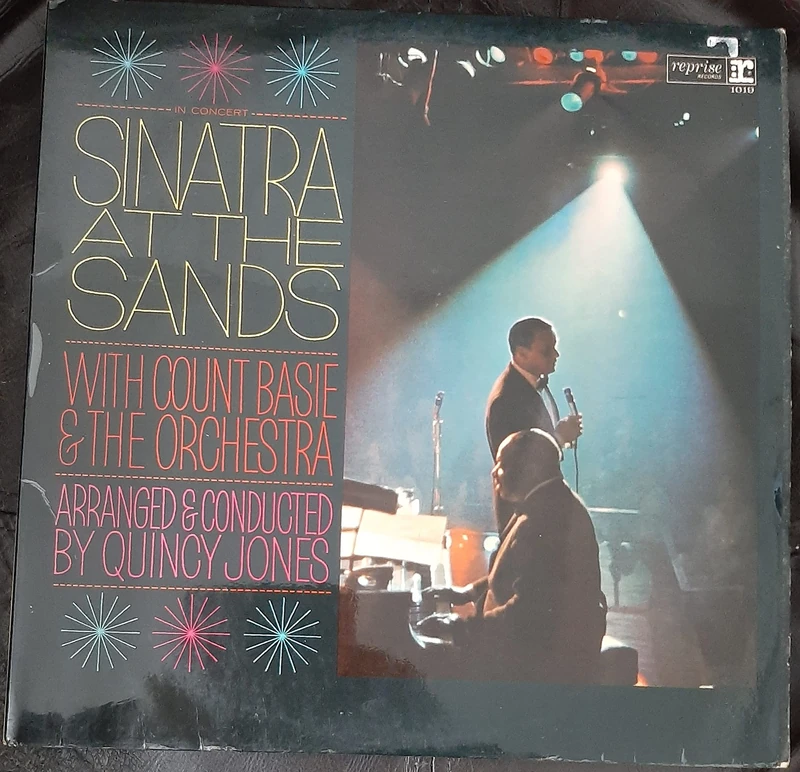 IN CONCERT
SINATRA
AT THE
SANDS
WITH COUNT BASIE
& THE ORCHESTRA
ARRANGED & CONDUCTED
BY QUINCY JONES
reprise
RECORDS
r:
1019